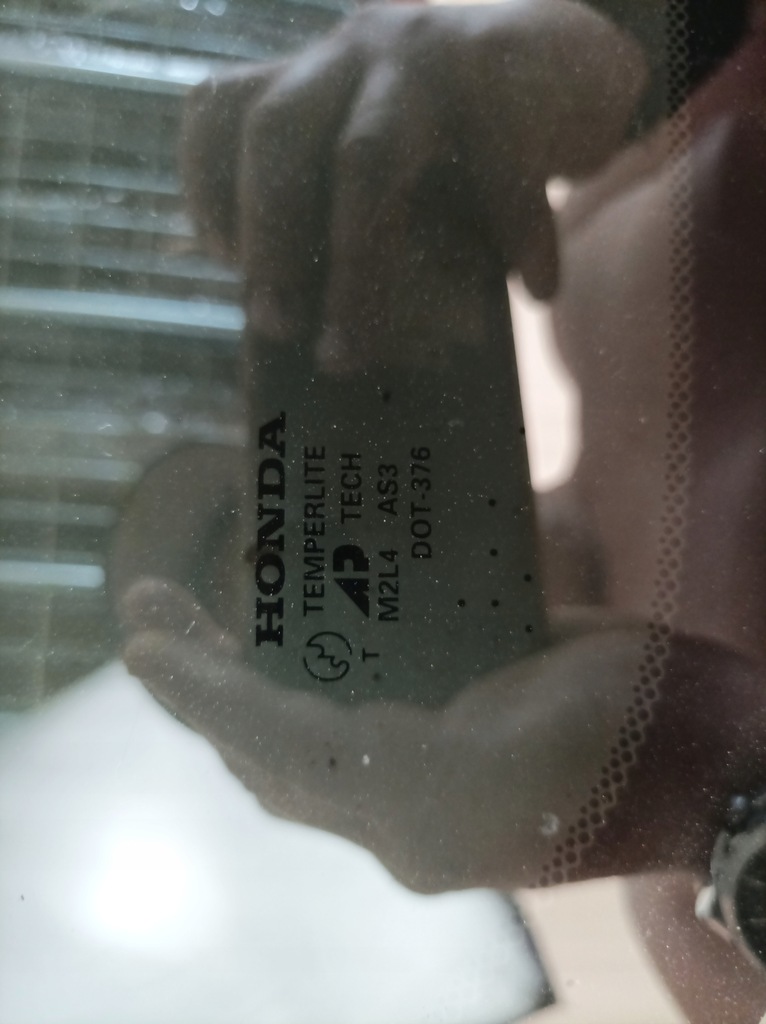 HONDA
TEMPERLITE
AP TECH
T M2L4 AS3
DOT-376